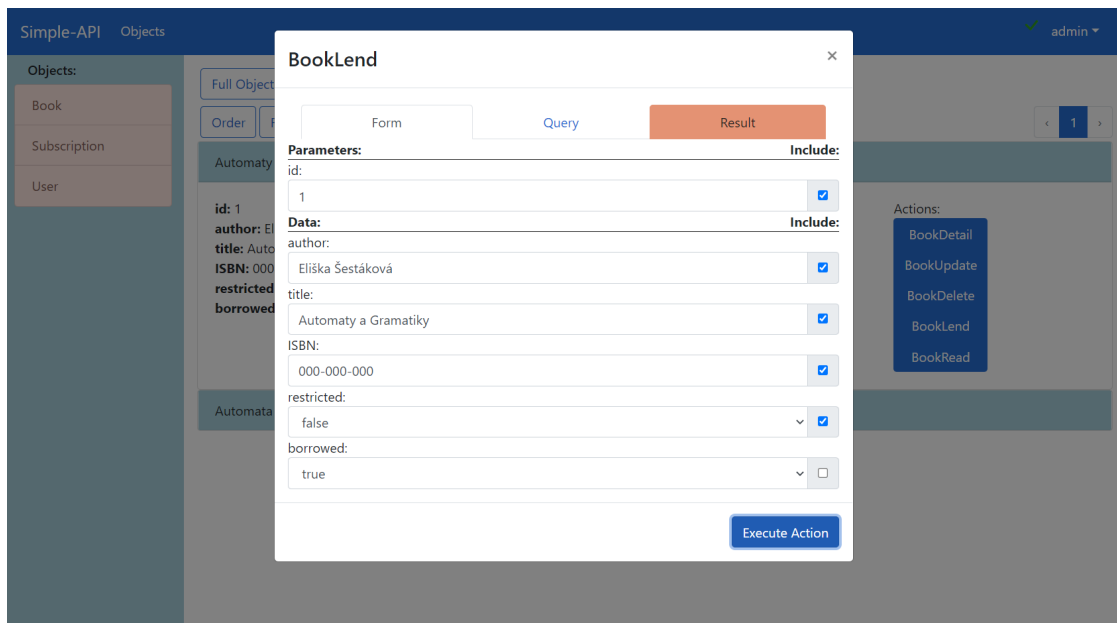 Simple-API Objects admin
Objects:
Book
Subscription
User
Full Object
Order
‹ 1 ›
Automaty
id: 1
author: El
title: Auto
ISBN: 000
restricted
borrowed
Automata
Actions:
BookDetail
BookUpdate
BookDelete
BookLend
BookRead
BookLend ×
Form Query Result
Parameters: Include:
id:
1
Data: Include:
author:
Eliška Šestáková
title:
Automaty a Gramatiky
ISBN:
000-000-000
restricted:
false
borrowed:
true
Execute Action